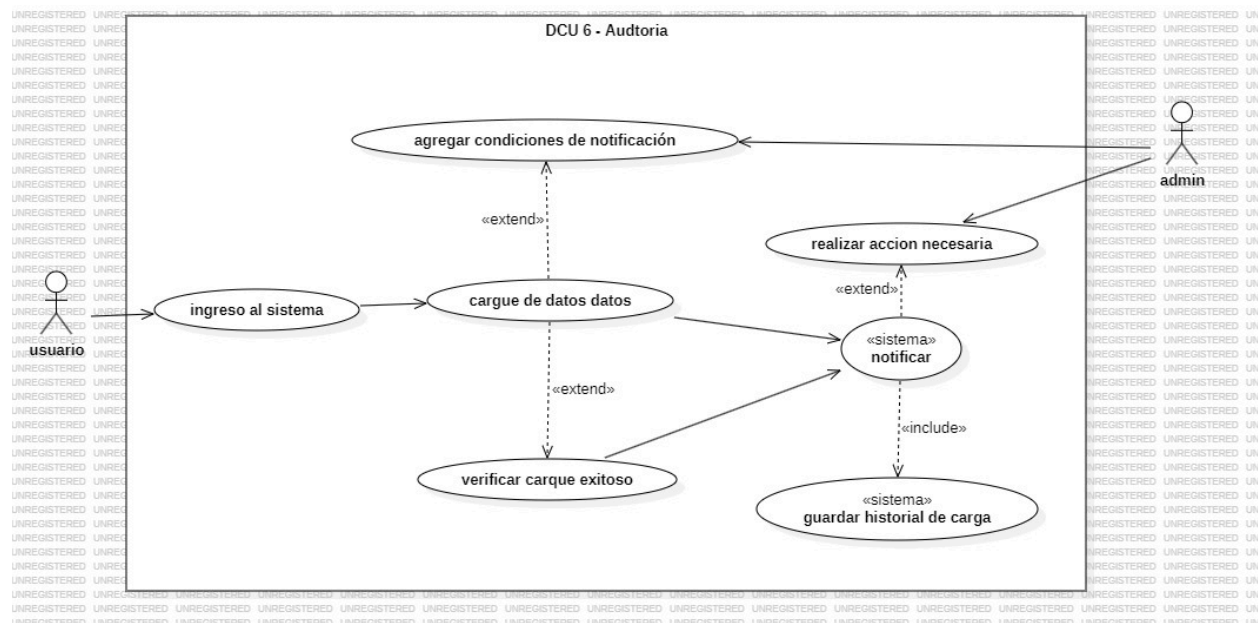 DCU 6 - Audtoria
agregar condiciones de notificación
admin
«extend»
realizar accion necesaria
«extend»
cargue de datos datos
ingreso al sistema
usuario
«sistema»
notificar
«extend»
«include»
verificar carque exitoso
«sistema»
guardar historial de carga
UNREGISTERED